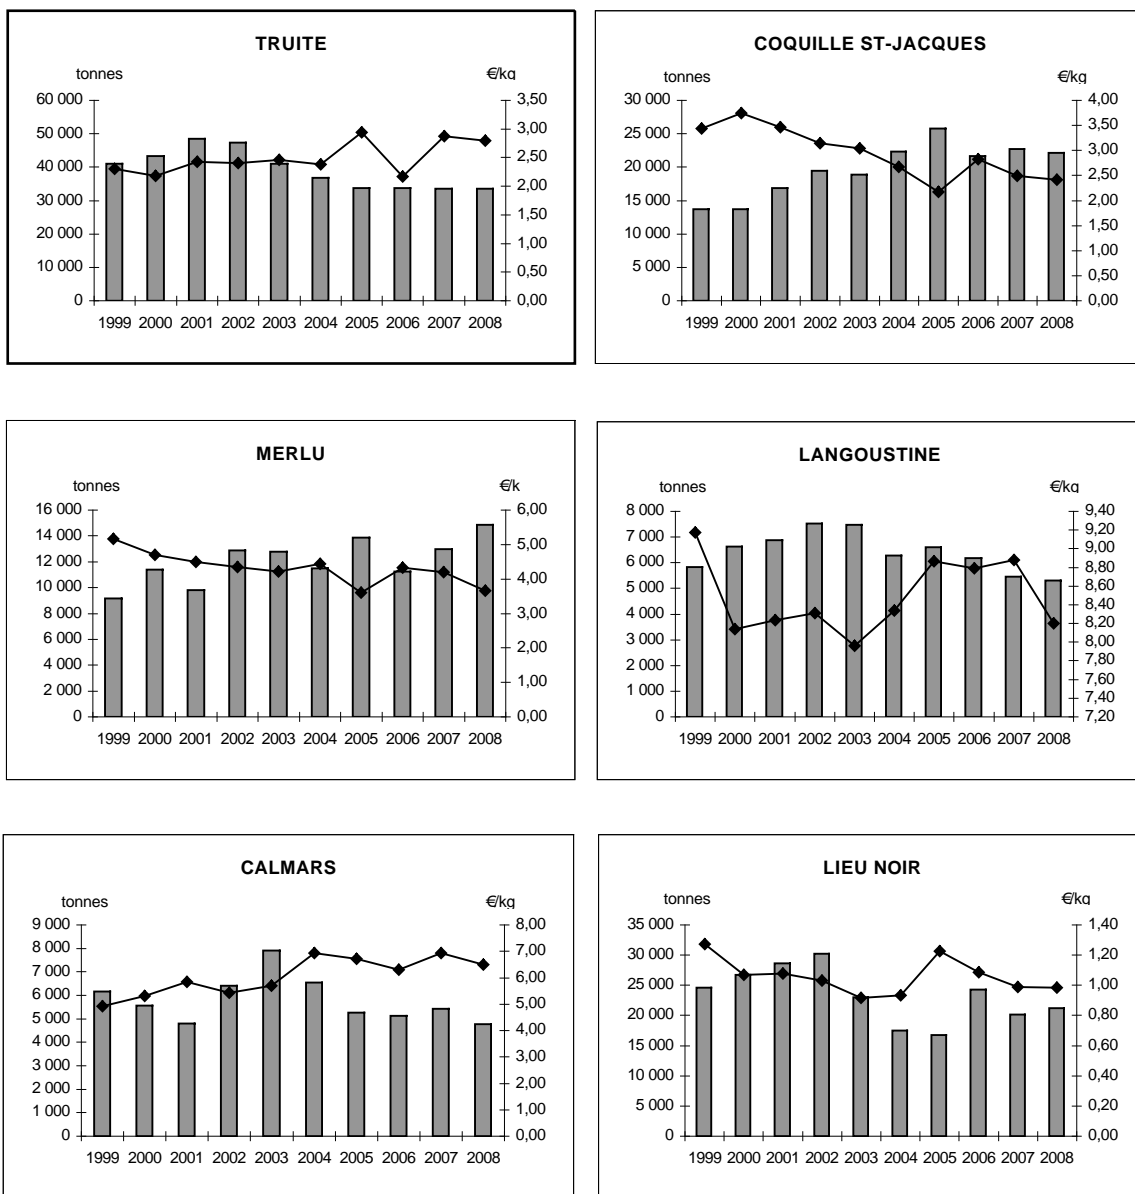 TRUITE
tonnes €/kg
60 000 3,50
50 000 3,00
40 000 2,50
30 000 2,00
20 000 1,50
10 000 1,00
0 0,50
0,00
1999 2000 2001 2002 2003 2004 2005 2006 2007 2008
COQUILLE ST-JACQUES
tonnes €/kg
30 000 4,00
25 000 3,50
20 000 3,00
15 000 2,50
10 000 2,00
5 000 1,50
0 1,00
0,50
0,00
1999 2000 2001 2002 2003 2004 2005 2006 2007 2008
MERLU
tonnes €/k
16 000 6,00
14 000 5,00
12 000 4,00
10 000 3,00
8 000 2,00
6 000 1,00
4 000 0,00
2 000
0
1999 2000 2001 2002 2003 2004 2005 2006 2007 2008
LANGOUSTINE
tonnes €/kg
8 000 9,40
7 000 9,20
6 000 9,00
5 000 8,80
4 000 8,60
3 000 8,40
2 000 8,20
1 000 8,00
0 7,80
7,60
7,40
7,20
1999 2000 2001 2002 2003 2004 2005 2006 2007 2008
CALMARS
tonnes €/kg
9 000 8,00
8 000 7,00
7 000 6,00
6 000 5,00
5 000 4,00
4 000 3,00
3 000 2,00
2 000 1,00
1 000 0,00
0
1999 2000 2001 2002 2003 2004 2005 2006 2007 2008
LIEU NOIR
tonnes €/kg
35 000 1,40
30 000 1,20
25 000 1,00
20 000 0,80
15 000 0,60
10 000 0,40
5 000 0,20
0 0,00
1999 2000 2001 2002 2003 2004 2005 2006 2007 2008